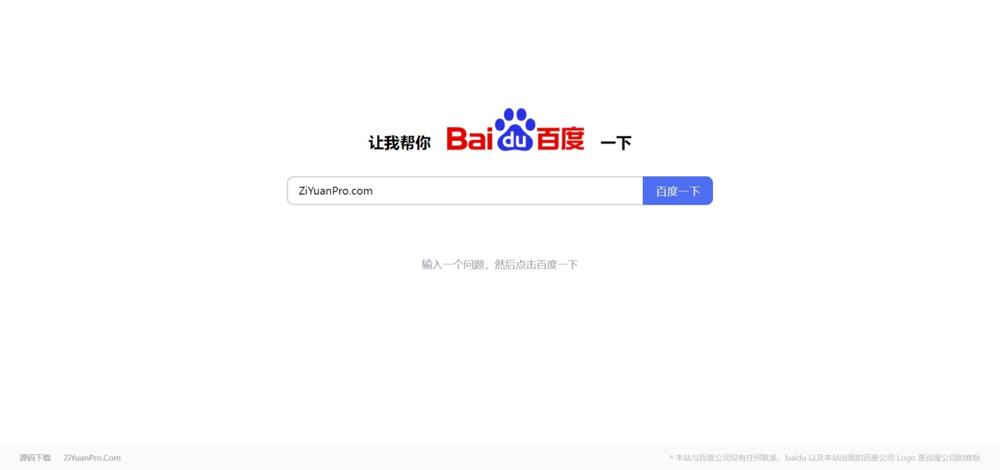 让我帮你 Bai du 百度 一下
ZiYuanPro.com 百度一下
输入一个问题，然后点击百度一下
源码下载 ZiYuanPro.Com * 本站与百度公司没有任何联系，baidu 以及本站出现的百度公司 Logo 是百度公司的商标